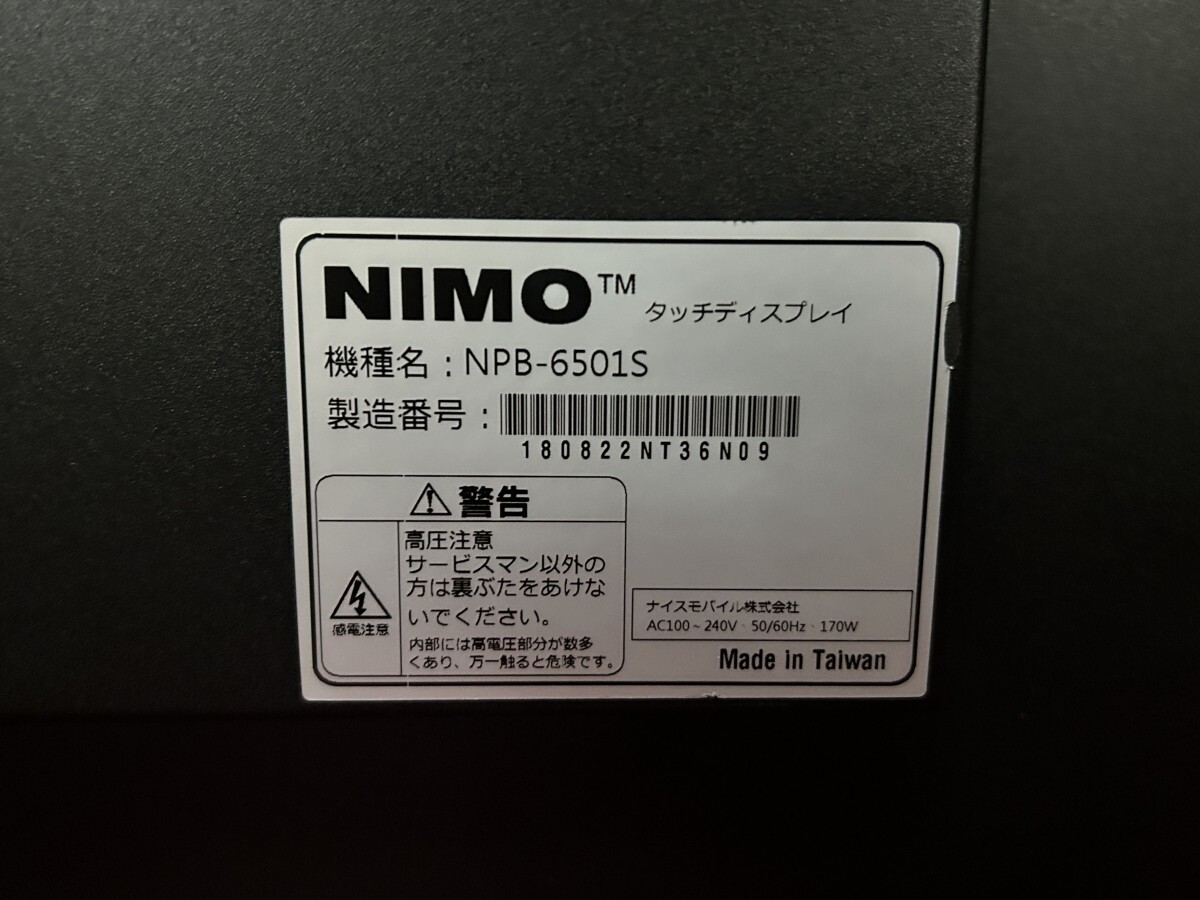 NIMO™ タッチディスプレイ
機種名：NPB-6501S
製造番号：
180822NT36N09
警告
高圧注意
サービスマン以外の
方は裏ぶたをあけな
いでください。
内部には高電圧部分が数多
くあり、万一触ると危険です。
感電注意
ナイスモバイル株式会社
AC100～240V、50/60Hz、170W
Made in Taiwan